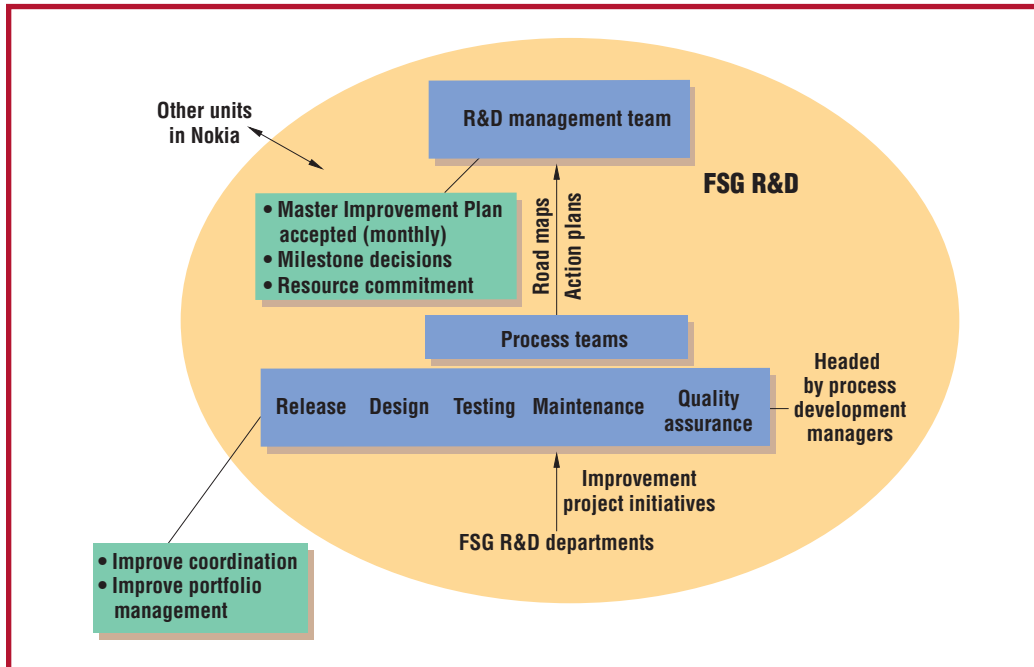 R&D management team
Other units
in Nokia
FSG R&D
• Master Improvement Plan
accepted (monthly)
• Milestone decisions
• Resource commitment
Road maps
Action plans
Process teams
Release Design Testing Maintenance Quality
assurance
Headed
by process
development
managers
Improvement
project initiatives
FSG R&D departments
• Improve coordination
• Improve portfolio
management